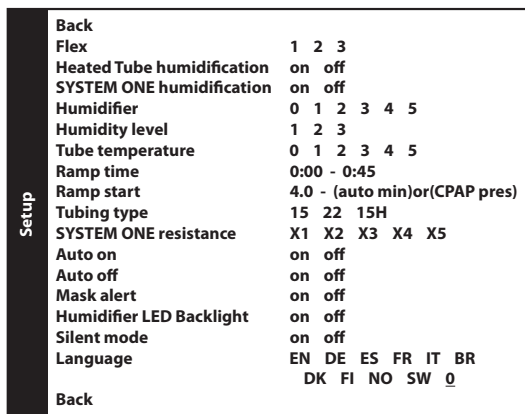 Setup
Back
Flex 1 2 3
Heated Tube humidification on off
SYSTEM ONE humidification on off
Humidifier 0 1 2 3 4 5
Humidity level 1 2 3
Tube temperature 0 1 2 3 4 5
Ramp time 0:00 - 0:45
Ramp start 4.0 - (auto min)or(CPAP pres)
Tubing type 15 22 15H
SYSTEM ONE resistance X1 X2 X3 X4 X5
Auto on on off
Auto off on off
Mask alert on off
Humidifier LED Backlight on off
Silent mode on off
Language EN DE ES FR IT BR
DK FI NO SW 0
Back